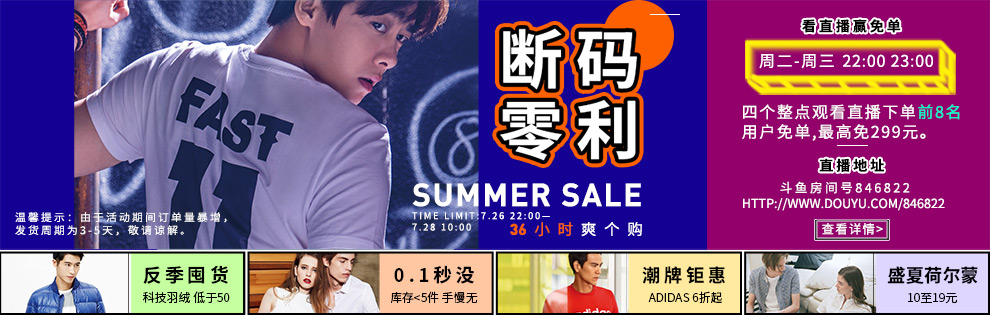 FAST
11
断码
零利
SUMMER SALE
TIME LIMIT:7.26 22:00—
7.28 10:00
36小时爽个购
温馨提示：由于活动期间订单量暴增，
发货周期为3-5天，敬请谅解。
看直播赢免单
周二-周三 22:00 23:00
四个整点观看直播下单前8名
用户免单,最高免299元。
直播地址
斗鱼房间号846822
HTTP://WWW.DOUYU.COM/846822
查看详情>
反季囤货
科技羽绒 低于50
0.1秒没
库存<5件 手慢无
adidas
潮牌钜惠
ADIDAS 6折起
盛夏荷尔蒙
10至19元